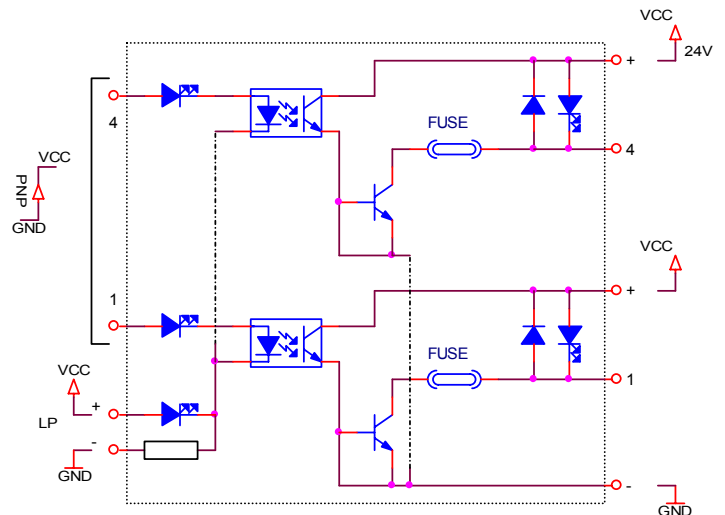 VCC
24V
+
4
FUSE
4
VCC
PNP
GND
VCC
+
1
FUSE
1
VCC
+
LP
-
GND
-
GND